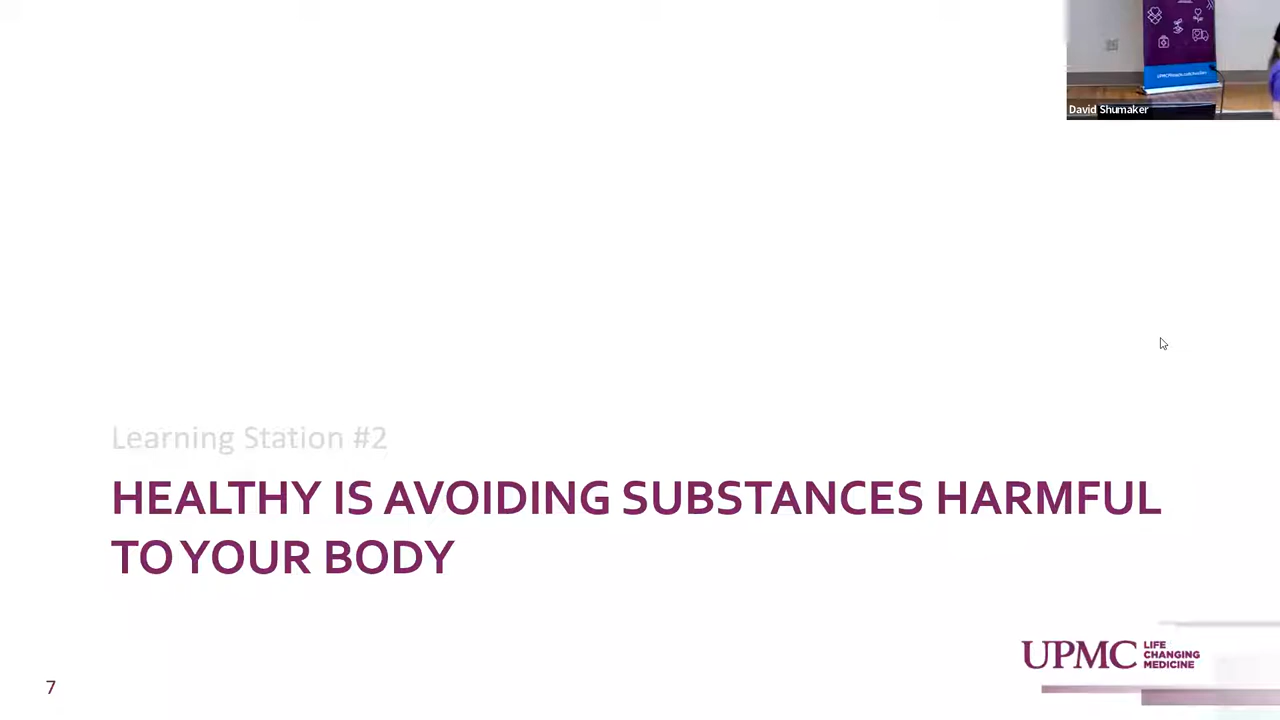 David Shumaker
Learning Station #2
HEALTHY IS AVOIDING SUBSTANCES HARMFUL
TO YOUR BODY
UPMC LIFE
CHANGING
MEDICINE
7